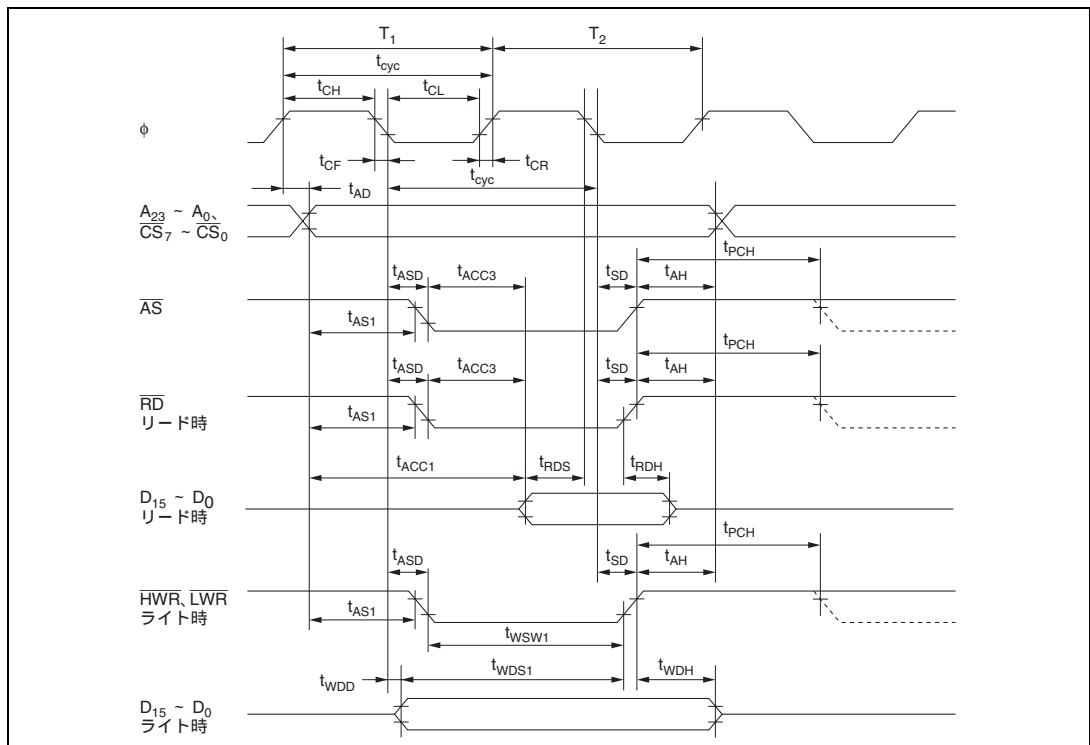 T1 T2
tcyc
tCH tCL
φ
tCF tCR
tcyc
tAD
A23 ~ A0、
CS7 ~ CS0
tPCH
tASD tACC3 tSD tAH
AS
tAS1
tPCH
tASD tACC3 tSD tAH
RD
リード時
tAS1
tACC1 tRDS tRDH
D15 ~ D0
リード時
tPCH
tASD tSD tAH
HWR、LWR
ライト時
tAS1
tWSW1
tWDD tWDS1 tWDH
D15 ~ D0
ライト時